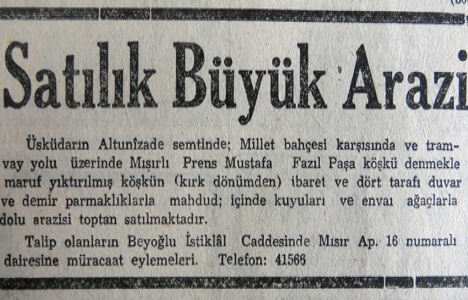 Satılık Büyük Arazi
Üsküdarın Altunîzade semtinde; Millet bahçesi karşısında ve tram-
vay yolu üzerinde Mısırlı Prens Mustafa Fazıl Paşa köşkü denmekle
maruf yıktırılmış köşkün (kırk dönümden) ibaret ve dört tarafı duvar
ve demir parmaklıklarla mahdud; içinde kuyuları ve envaı ağaçlarla
dolu arazisi toptan satılmaktadır.
Talip olanların Beyoğlu İstiklâl Caddesinde Mısır Ap. 16 numaralı
dairesine müracaat eylemeleri. Telefon: 41566